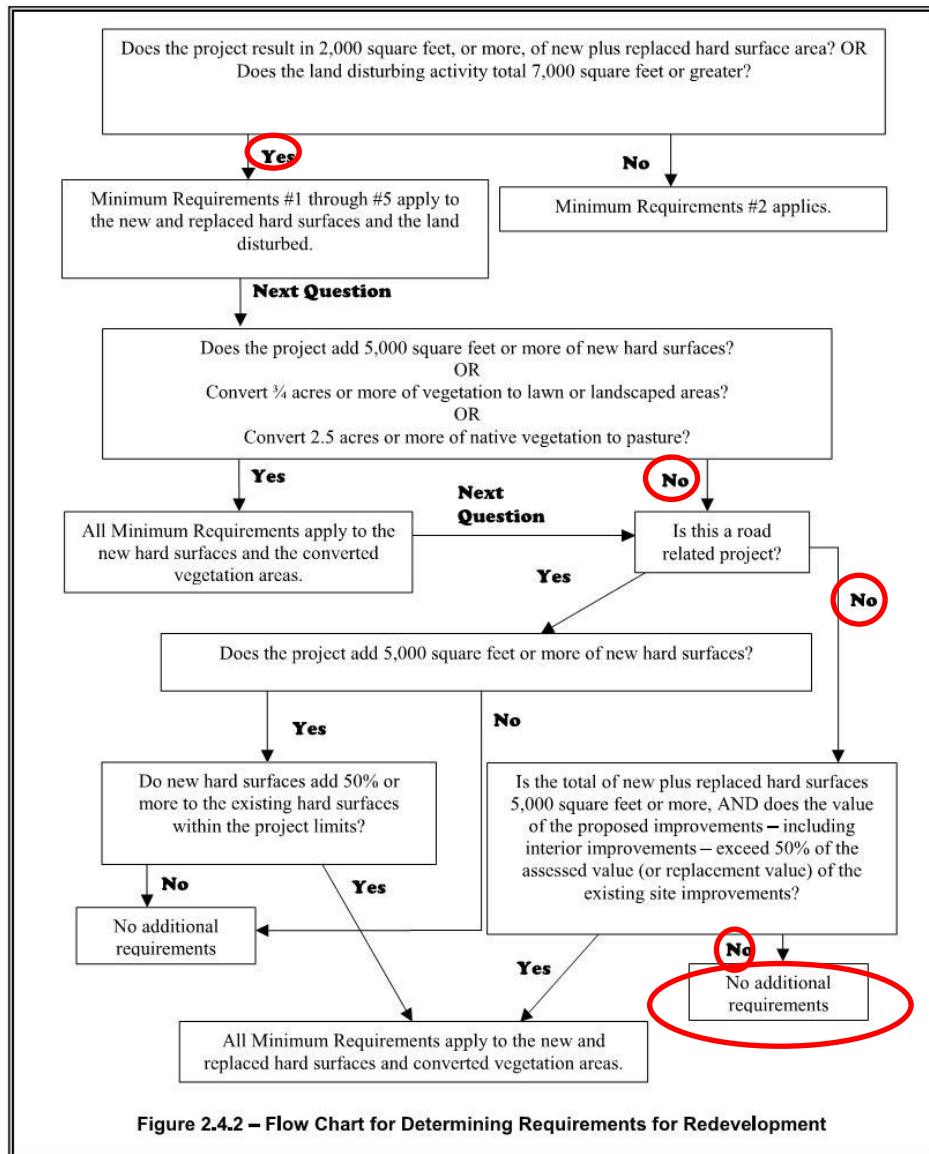 Does the project result in 2,000 square feet, or more, of new plus replaced hard surface area? OR
Does the land disturbing activity total 7,000 square feet or greater?
Yes
No
Minimum Requirements #1 through #5 apply to
the new and replaced hard surfaces and the land
disturbed.
Minimum Requirements #2 applies.
Next Question
Does the project add 5,000 square feet or more of new hard surfaces?
OR
Convert ¾ acres or more of vegetation to lawn or landscaped areas?
OR
Convert 2.5 acres or more of native vegetation to pasture?
Yes
No
Next
Question
All Minimum Requirements apply to the
new hard surfaces and the converted
vegetation areas.
Is this a road
related project?
Yes
No
Does the project add 5,000 square feet or more of new hard surfaces?
Yes
No
Do new hard surfaces add 50% or
more to the existing hard surfaces
within the project limits?
Is the total of new plus replaced hard surfaces
5,000 square feet or more, AND does the value
of the proposed improvements – including
interior improvements – exceed 50% of the
assessed value (or replacement value) of the
existing site improvements?
No
Yes
No additional
requirements
Yes
No
No additional
requirements
All Minimum Requirements apply to the new and
replaced hard surfaces and converted vegetation areas.
Figure 2.4.2 – Flow Chart for Determining Requirements for Redevelopment